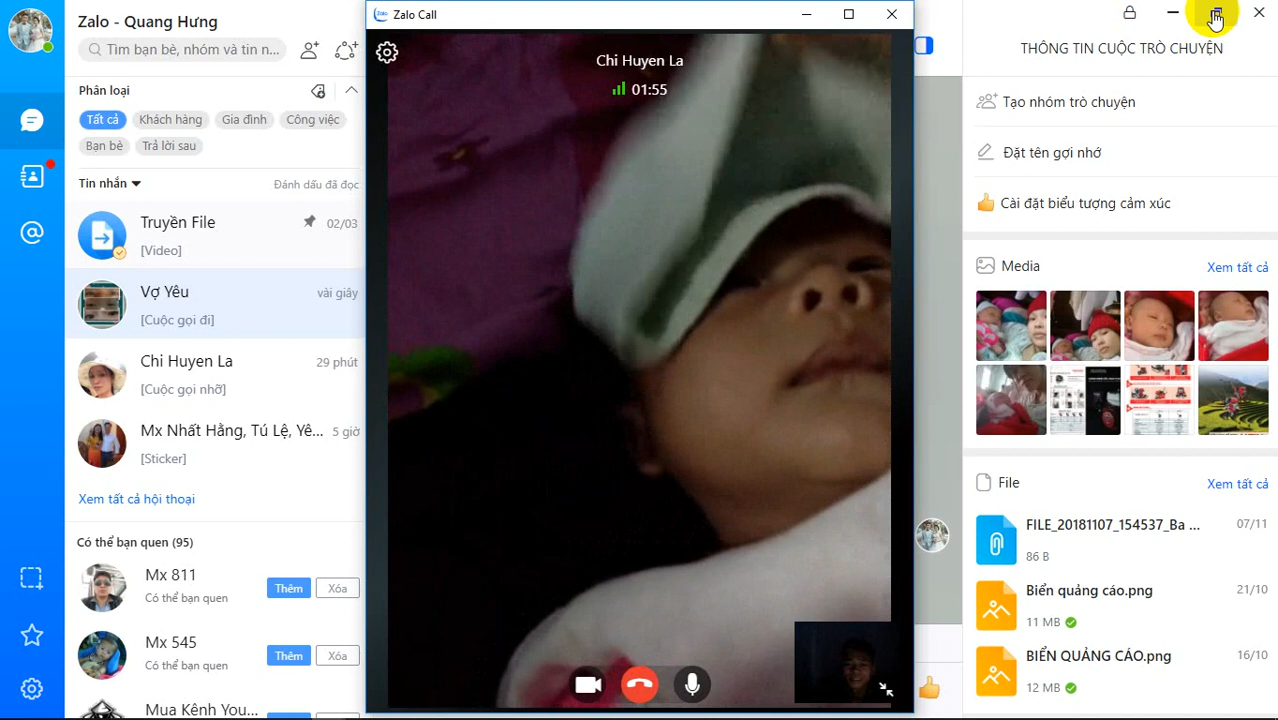 Zalo - Quang Hưng
Tìm bạn bè, nhóm và tin n...
Phân loại
Tất cả
Khách hàng
Gia đình
Công việc
Bạn bè
Trả lời sau
Tin nhắn
Đánh dấu đã đọc
Truyền File
02/03
[Video]
Vợ Yêu
vài giây
[Cuộc gọi đi]
Chi Huyen La
29 phút
[Cuộc gọi nhỡ]
Mx Nhất Hằng, Tú Lệ, Yê...
5 giờ
[Sticker]
Xem tất cả hội thoại
Có thể bạn quen (95)
Mx 811
Có thể bạn quen
Thêm
Xóa
Mx 545
Có thể bạn quen
Thêm
Xóa
Mua Kênh You...
Zalo Call
Chi Huyen La
01:55
THÔNG TIN CUỘC TRÒ CHUYỆN
Tạo nhóm trò chuyện
Đặt tên gợi nhớ
Cài đặt biểu tượng cảm xúc
Media
Xem tất cả
File
Xem tất cả
FILE_20181107_154537_Ba ...
07/11
86 B
Biển quảng cáo.png
21/10
11 MB
BIỂN QUẢNG CÁO.png
16/10
12 MB